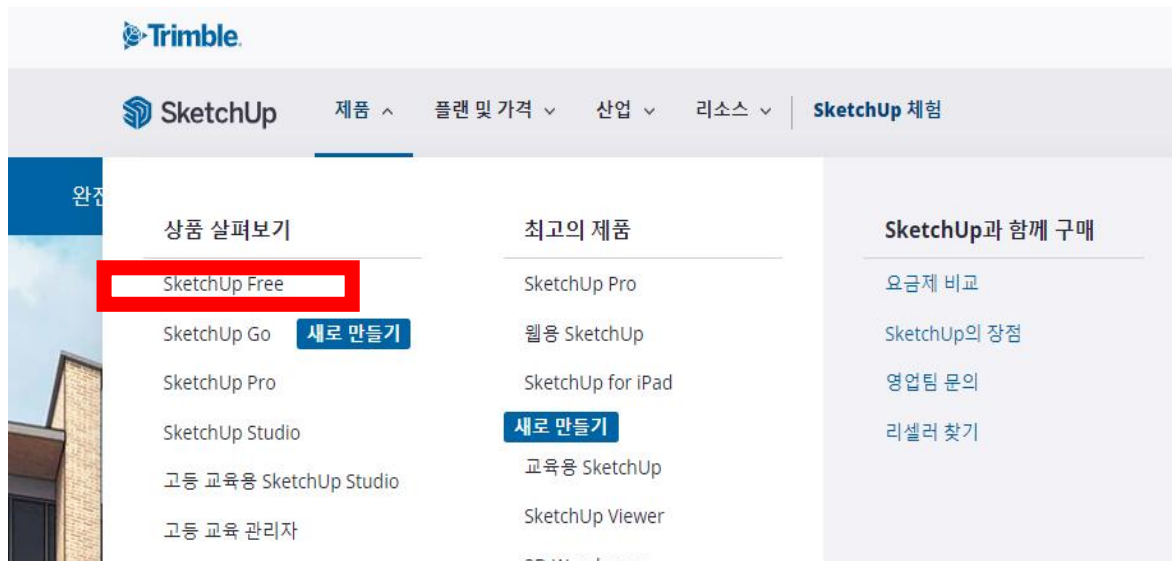 Trimble.
SketchUp 제품 플랜 및 가격 산업 리소스 SketchUp 체험
상품 살펴보기
SketchUp Free
SketchUp Go 새로 만들기
SketchUp Pro
SketchUp Studio
고등 교육용 SketchUp Studio
고등 교육 관리자
최고의 제품
SketchUp Pro
웹용 SketchUp
SketchUp for iPad
새로 만들기
교육용 SketchUp
SketchUp Viewer
SketchUp과 함께 구매
요금제 비교
SketchUp의 장점
영업팀 문의
리셀러 찾기